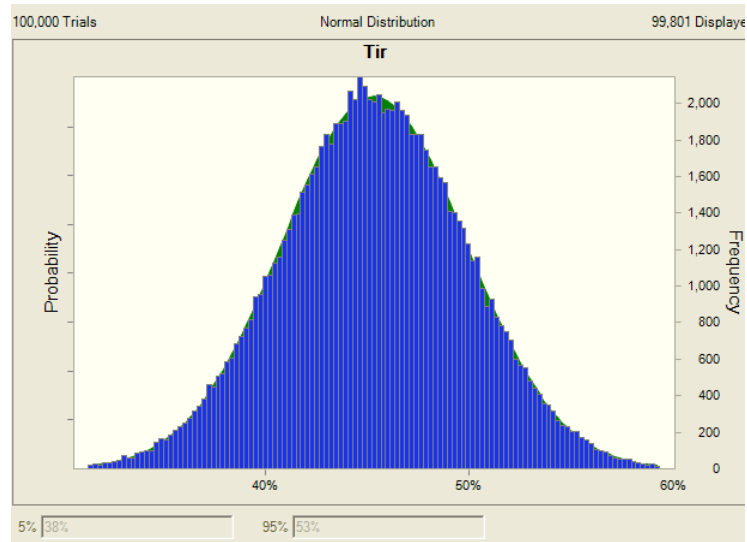 100,000 Trials Normal Distribution 99,801 Displaye
Tir
Probability
2,000
1,800
1,600
1,400
1,200
1,000
800
600
400
200
0
Frequency
40% 50% 60%
5% 38% 95% 53%